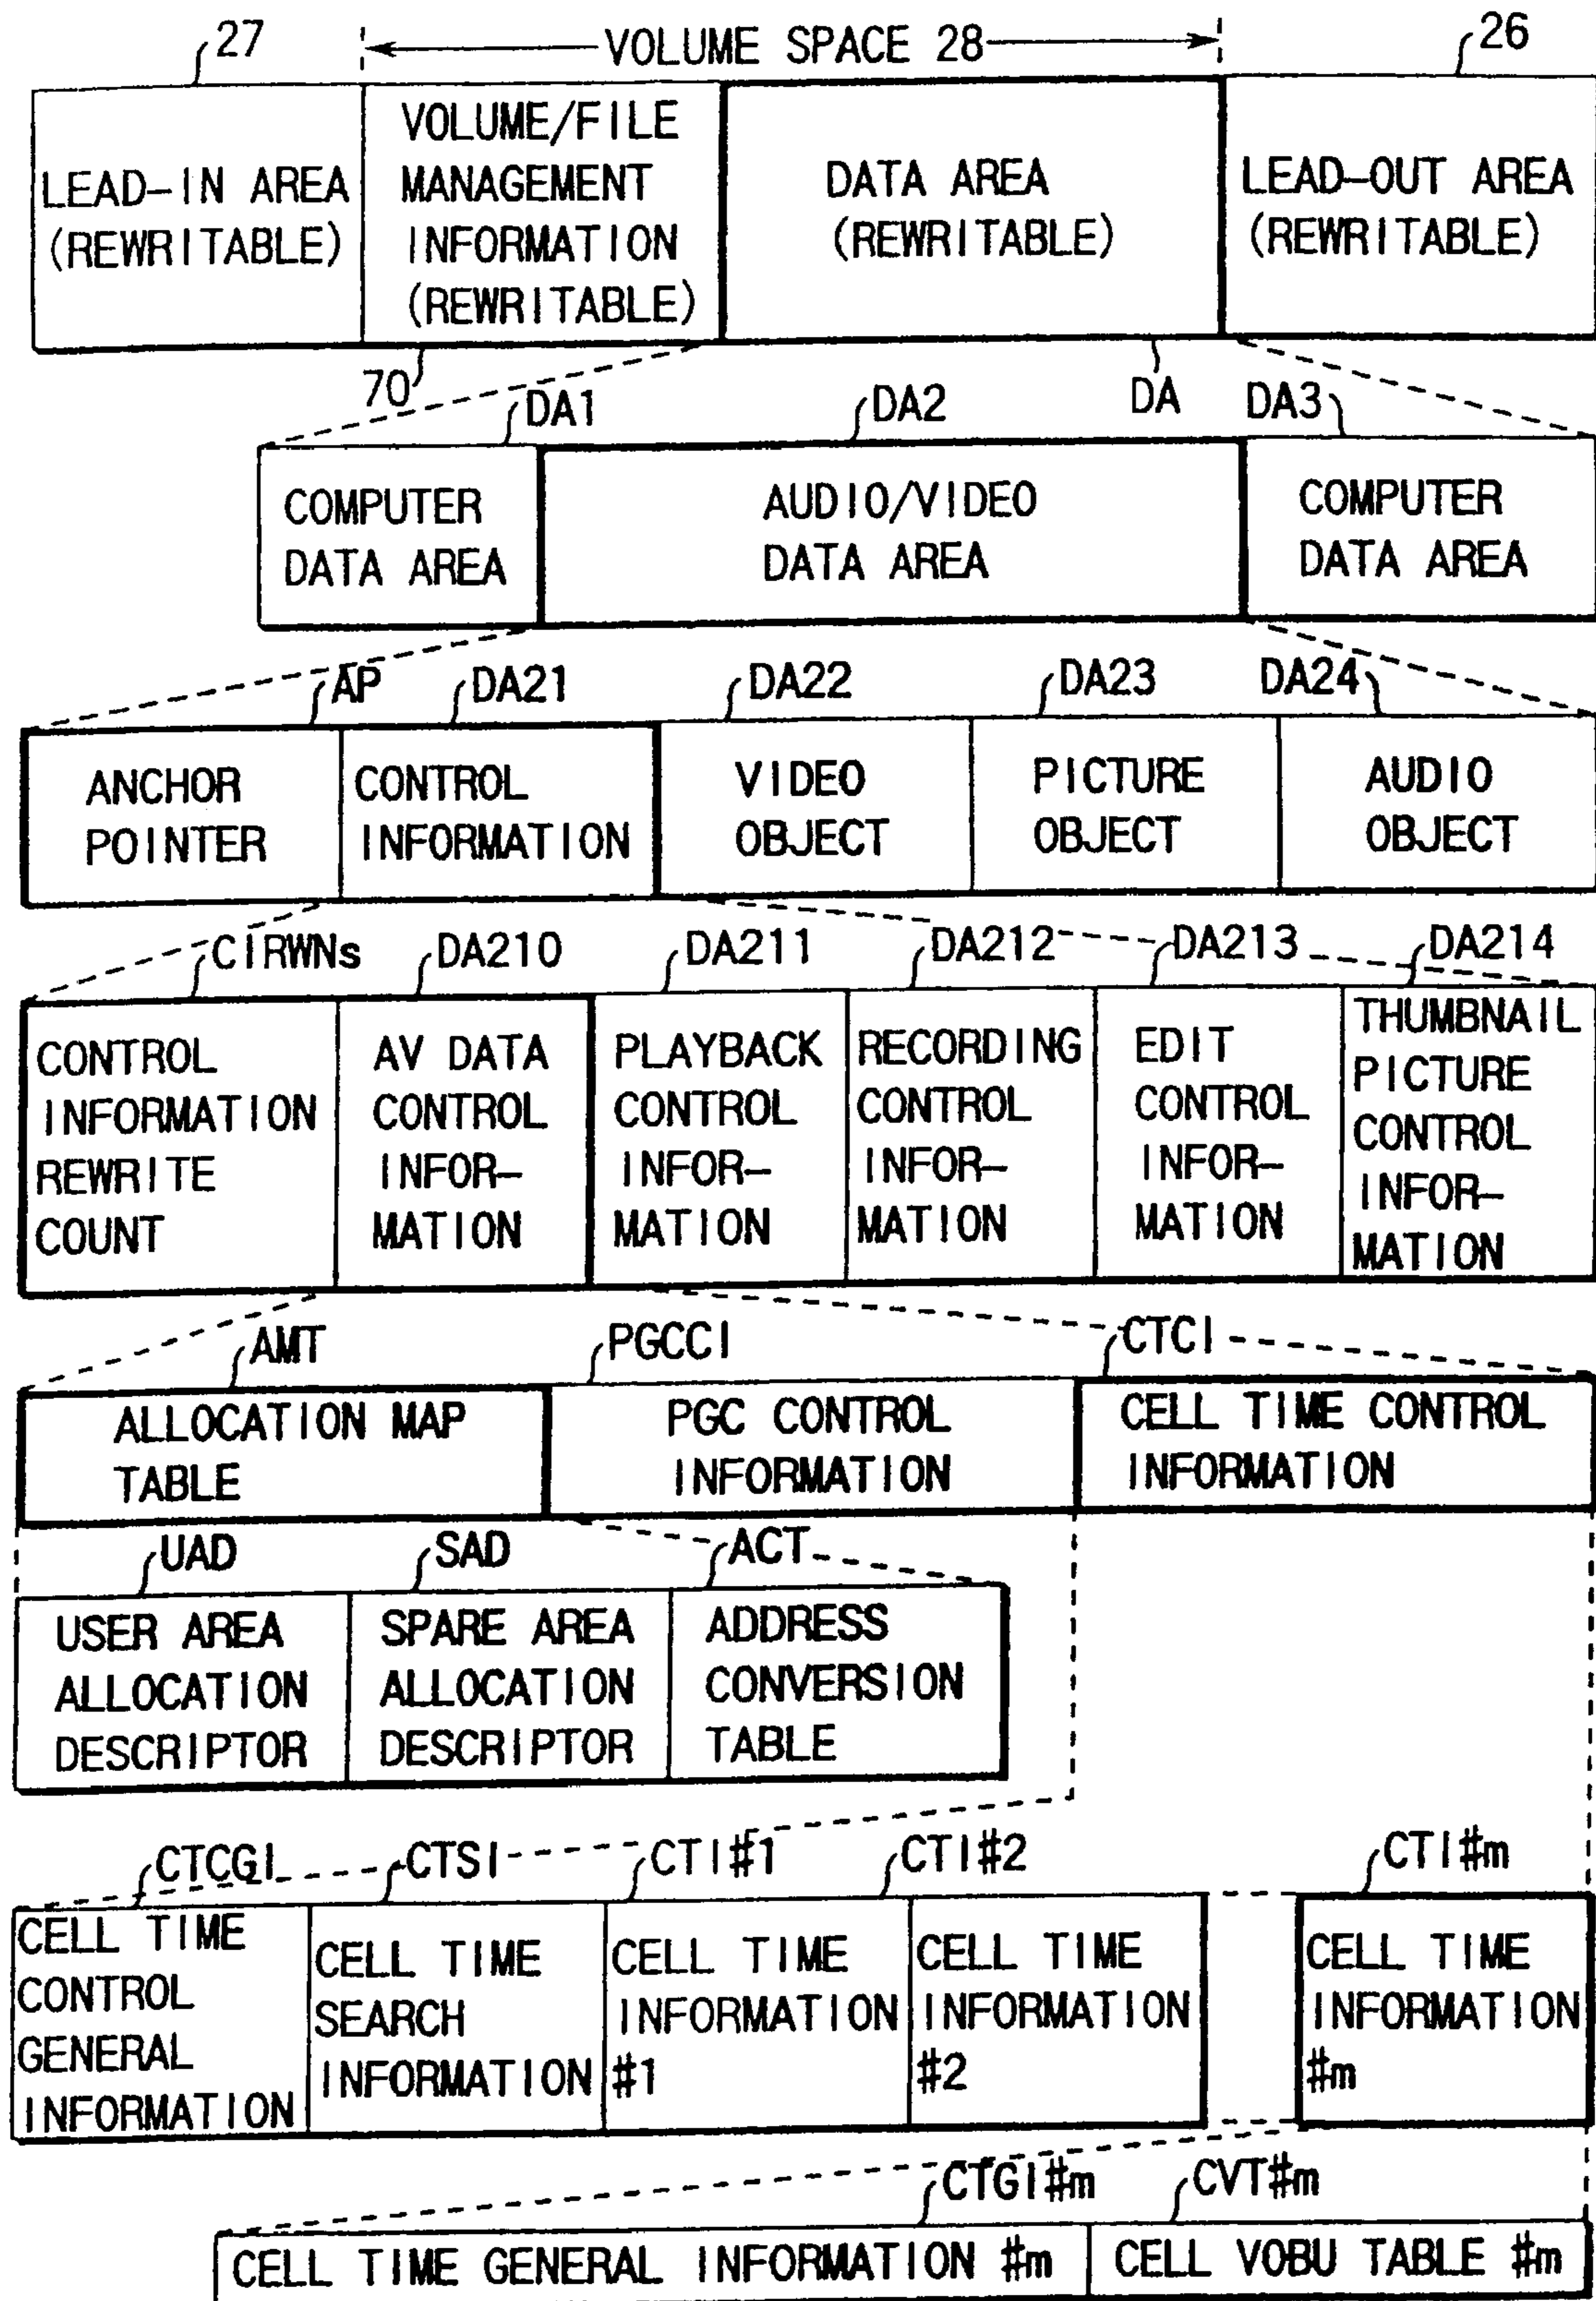 27
VOLUME SPACE 28
26
LEAD-IN AREA
(REWRITABLE)
VOLUME/FILE
MANAGEMENT
INFORMATION
(REWRITABLE)
DATA AREA
(REWRITABLE)
LEAD-OUT AREA
(REWRITABLE)
70
DA1
DA2
DA
DA3
COMPUTER
DATA AREA
AUDIO/VIDEO
DATA AREA
COMPUTER
DATA AREA
AP
DA21
DA22
DA23
DA24
ANCHOR
POINTER
CONTROL
INFORMATION
VIDEO
OBJECT
PICTURE
OBJECT
AUDIO
OBJECT
CIRWNs
DA210
DA211
DA212
DA213
DA214
CONTROL
INFORMATION
REWRITE
COUNT
AV DATA
CONTROL
INFOR-
MATION
PLAYBACK
CONTROL
INFOR-
MATION
RECORDING
CONTROL
INFOR-
MATION
EDIT
CONTROL
INFOR-
MATION
THUMBNAIL
PICTURE
CONTROL
INFOR-
MATION
AMT
PGCCI
CTCI
ALLOCATION MAP
TABLE
PGC CONTROL
INFORMATION
CELL TIME CONTROL
INFORMATION
UAD
SAD
ACT
USER AREA
ALLOCATION
DESCRIPTOR
SPARE AREA
ALLOCATION
DESCRIPTOR
ADDRESS
CONVERSION
TABLE
CTCGI
CTSI
CTI#1
CTI#2
CTI#m
CELL TIME
CONTROL
GENERAL
INFORMATION
CELL TIME
SEARCH
INFORMATION
CELL TIME
INFORMATION
#1
CELL TIME
INFORMATION
#2
CELL TIME
INFORMATION
#m
CTGI#m
CVT#m
CELL TIME GENERAL INFORMATION #m
CELL VOBU TABLE #m